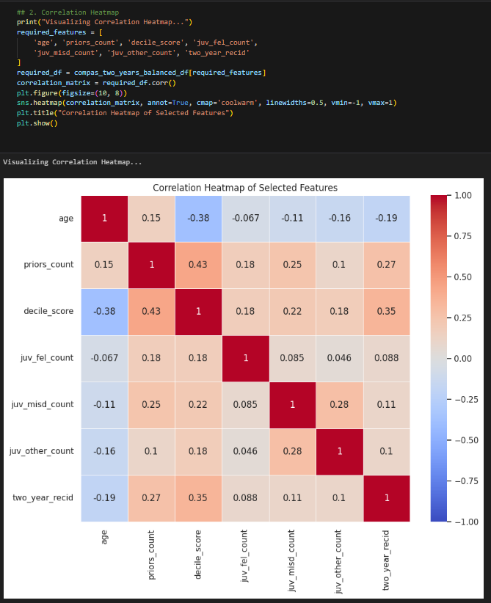 ## 2. Correlation Heatmap
print("Visualizing Correlation Heatmap...")
required_features = [
'age', 'priors_count', 'decile_score', 'juv_fel_count',
'juv_misd_count', 'juv_other_count', 'two_year_recid'
]
required_df = compas_two_years_balanced_df[required_features]
correlation_matrix = required_df.corr()
plt.figure(figsize=(10, 8))
sns.heatmap(correlation_matrix, annot=True, cmap='coolwarm', linewidths=0.5, vmin=-1, vmax=1)
plt.title("Correlation Heatmap of Selected Features")
plt.show()
Visualizing Correlation Heatmap...
Correlation Heatmap of Selected Features
age 1 0.15 -0.38 -0.067 -0.11 -0.16 -0.19
priors_count 0.15 1 0.43 0.18 0.25 0.1 0.27
decile_score -0.38 0.43 1 0.18 0.22 0.18 0.35
juv_fel_count -0.067 0.18 0.18 1 0.085 0.046 0.088
juv_misd_count -0.11 0.25 0.22 0.085 1 0.28 0.11
juv_other_count -0.16 0.1 0.18 0.046 0.28 1 0.1
two_year_recid -0.19 0.27 0.35 0.088 0.11 0.1 1
age
priors_count
decile_score
juv_fel_count
juv_misd_count
juv_other_count
two_year_recid
1.00
0.75
0.50
0.25
0.00
−0.25
−0.50
−0.75
−1.00